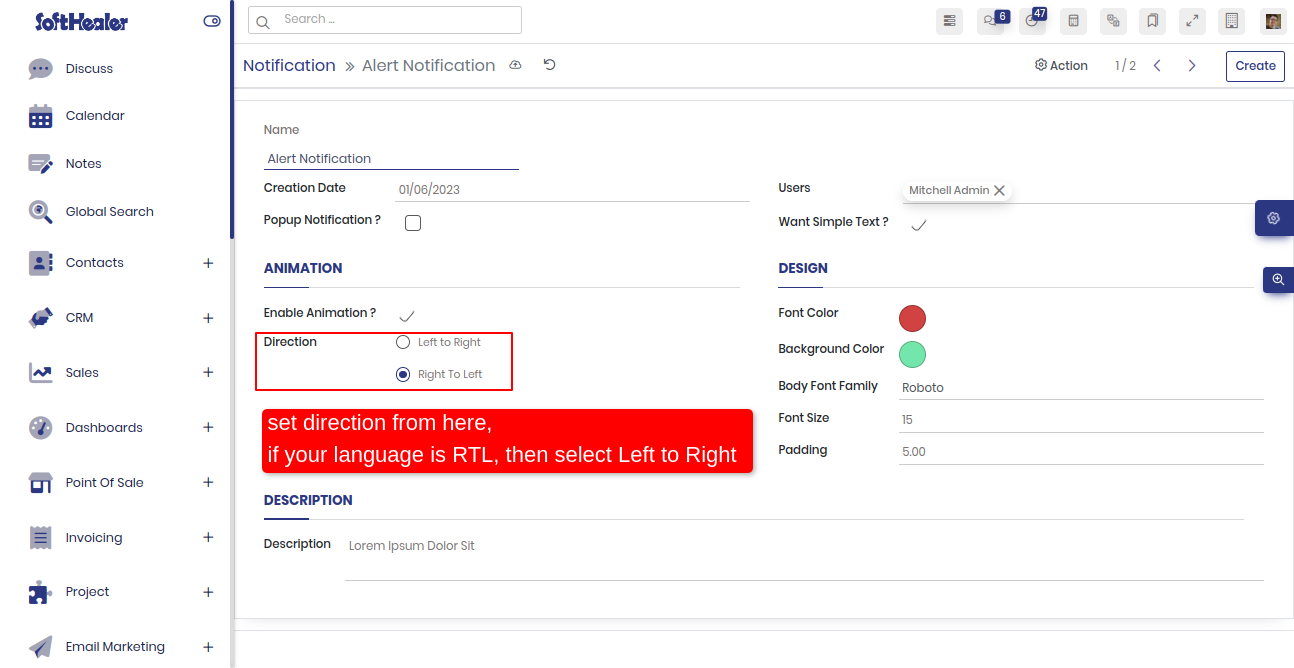 SoftHealer
Search ...
6
47
Discuss
Calendar
Notes
Global Search
Contacts +
CRM +
Sales +
Dashboards +
Point Of Sale +
Invoicing +
Project +
Email Marketing +
Notification » Alert Notification
Action
1 / 2
Create
Name
Alert Notification
Creation Date
01/06/2023
Users
Mitchell Admin
Popup Notification ?
Want Simple Text ?
ANIMATION
Enable Animation ?
Direction
Left to Right
Right To Left
set direction from here,
if your language is RTL, then select Left to Right
DESIGN
Font Color
Background Color
Body Font Family
Roboto
Font Size
15
Padding
5.00
DESCRIPTION
Description
Lorem Ipsum Dolor Sit